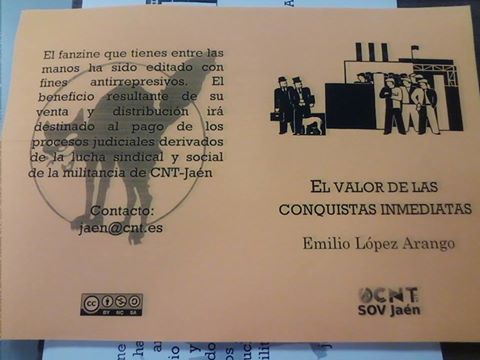 El fanzine que tienes entre las
manos ha sido editado con
fines antirrepresivos. El
beneficio resultante de su
venta y distribución irá
destinado al pago de los
procesos judiciales derivados
de la lucha sindical y social
de la militancia de CNT-Jaén
Contacto:
jaen@cnt.es
CC
BY NC SA
EL VALOR DE LAS
CONQUISTAS INMEDIATAS
Emilio López Arango
CNT
SOV Jaén